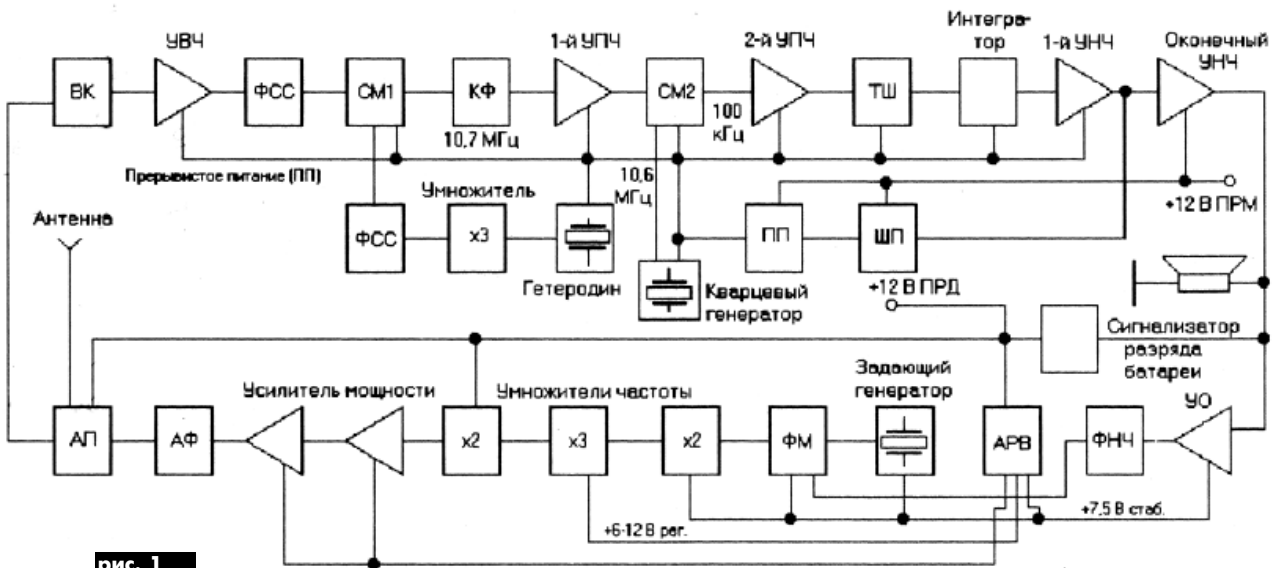 УВЧ
1-й УПЧ
2-й УПЧ
Интегра-
тор
1-й УНЧ
Оконечный
УНЧ
ВК
ФСС
СМ1
КФ
СМ2
ТШ
10,7 МГц
100
кГц
Прерывистое питание (ПП)
10,6
МГц
+12 В ПРМ
Умножитель
Антенна
ФСС
х3
ПП
ШП
Гетеродин
Кварцевый
генератор
+12 В ПРД
Сигнализатор
разряда
батареи
Усилитель мощности
Умножители частоты
Задающий
генератор
УО
АП
АФ
х2
х3
х2
ФМ
АРВ
ФНЧ
+6-12 В рег.
+7,5 В стаб.
рис. 1